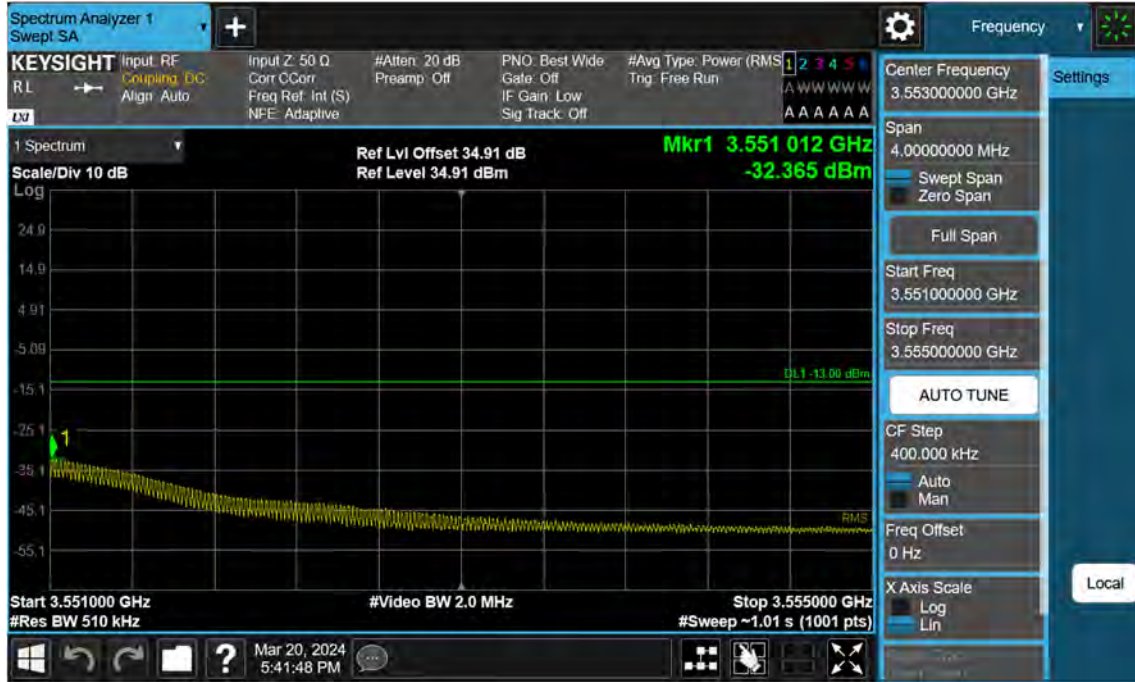 Spectrum Analyzer 1
Swept SA
Frequency
KEYSIGHT
RL
LXI
Input: RF
Coupling: DC
Align: Auto
Input Z: 50 Ω
Corr CCorr
Freq Ref: Int (S)
NFE: Adaptive
#Atten: 20 dB
Preamp: Off
PNO: Best Wide
Gate: Off
IF Gain: Low
Sig Track: Off
#Avg Type: Power (RMS
Trig: Free Run
1 2 3 4 5 6
A W W W W W
A A A A A A
1 Spectrum
Scale/Div 10 dB
Log
Ref Lvl Offset 34.91 dB
Ref Level 34.91 dBm
Mkr1 3.551 012 GHz
-32.365 dBm
24.9
14.9
4.91
-5.09
DL1 -13.00 dBm
-15.1
-25.1
1
-35.1
-45.1
RMS
-55.1
Start 3.551000 GHz
#Res BW 510 kHz
#Video BW 2.0 MHz
Stop 3.555000 GHz
#Sweep ~1.01 s (1001 pts)
Mar 20, 2024
5:41:48 PM
Center Frequency
3.553000000 GHz
Span
4.00000000 MHz
Swept Span
Zero Span
Full Span
Start Freq
3.551000000 GHz
Stop Freq
3.555000000 GHz
AUTO TUNE
CF Step
400.000 kHz
Auto
Man
Freq Offset
0 Hz
X Axis Scale
Log
Lin
Settings
Local